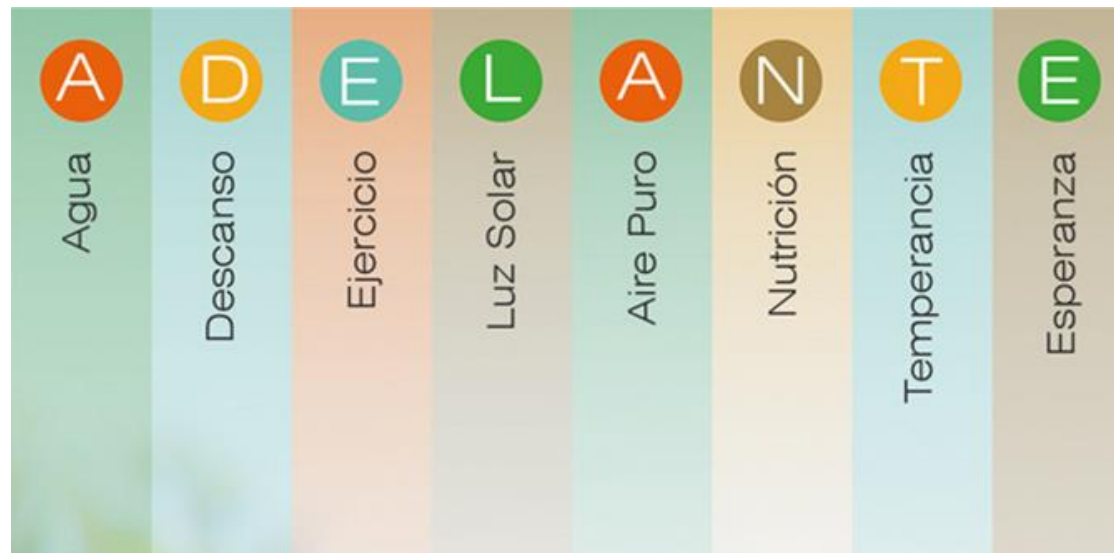 A
Agua
D
Descanso
E
Ejercicio
L
Luz Solar
A
Aire Puro
N
Nutrición
T
Temperancia
E
Esperanza